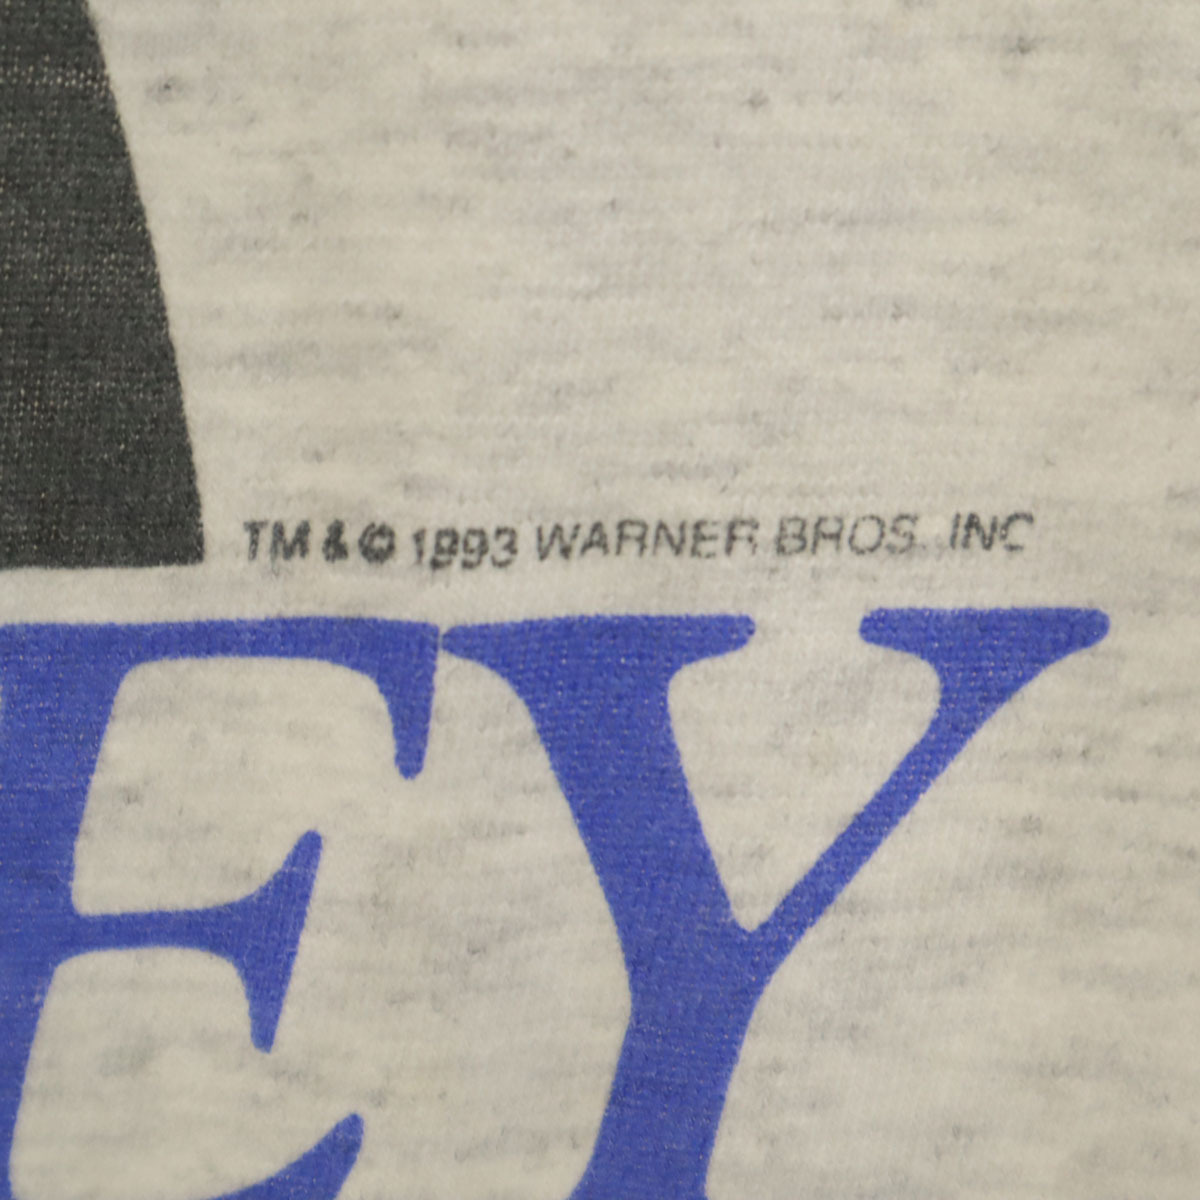 TM & © 1993 WARNER BROS. INC
EY